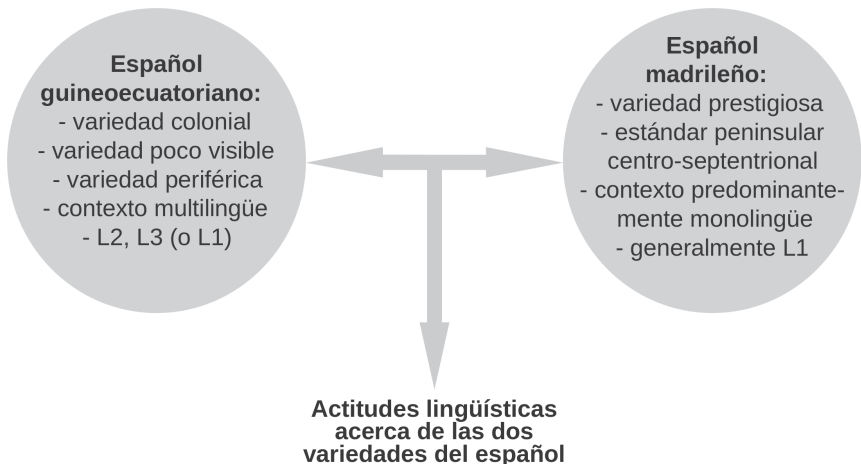 Español
guineoecuatoriano:
- variedad colonial
- variedad poco visible
- variedad periférica
- contexto multilingüe
- L2, L3 (o L1)
Español
madrileño:
- variedad prestigiosa
- estándar peninsular
centro-septentrional
- contexto predominante-
mente monolingüe
- generalmente L1
Actitudes lingüísticas
acerca de las dos
variedades del español